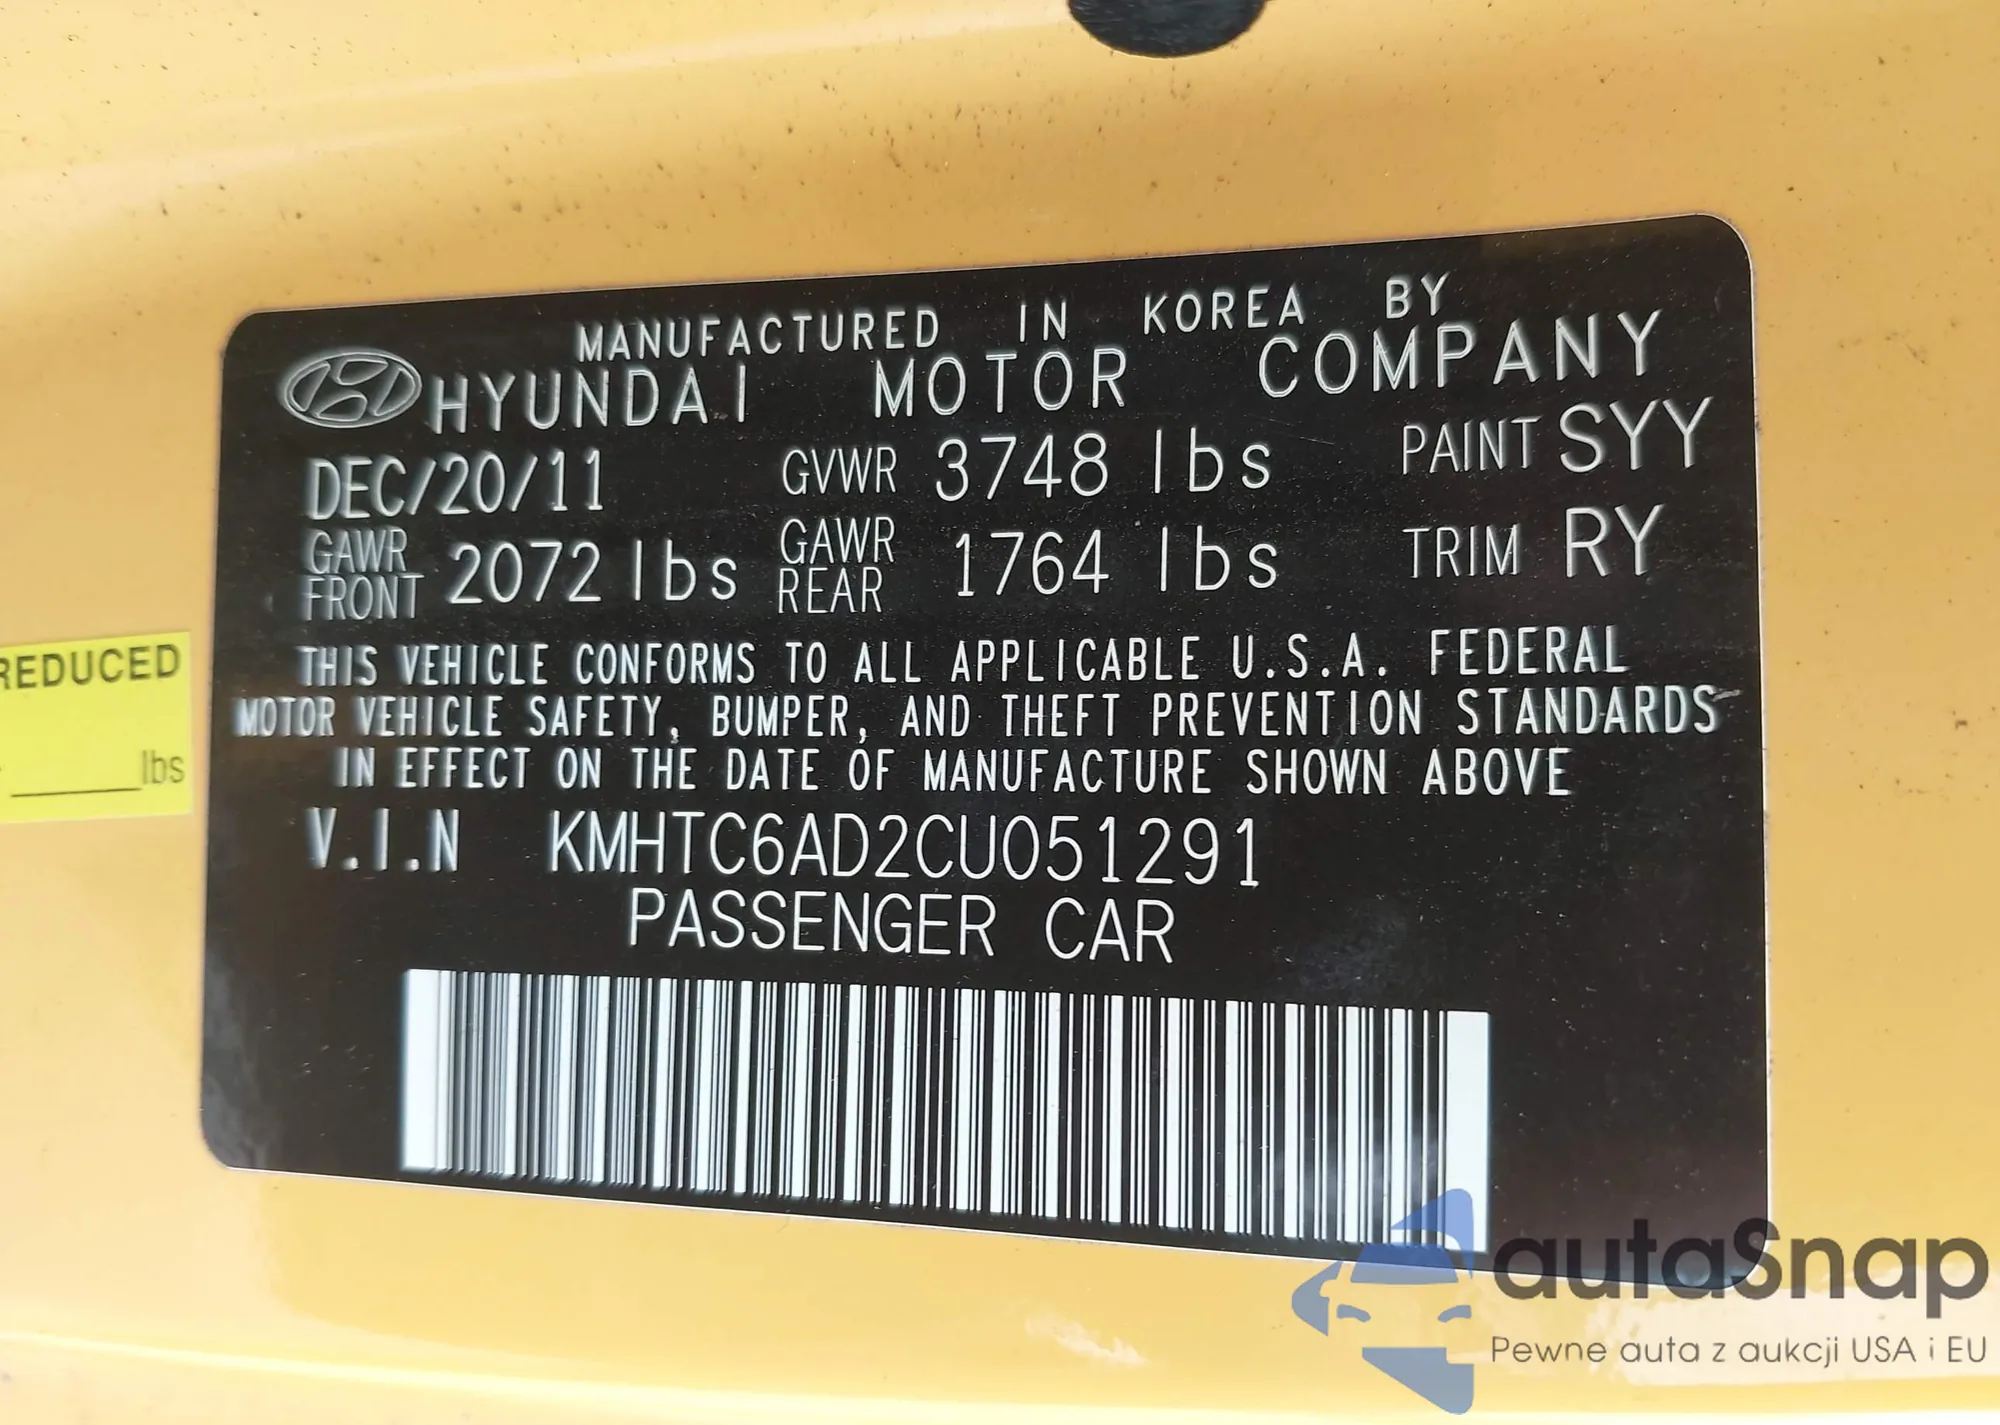 MANUFACTURED IN KOREA BY
HYUNDAI MOTOR COMPANY
DEC/20/11 GVWR 3748 lbs PAINT SYY
GAWR FRONT 2072 lbs GAWR REAR 1764 lbs TRIM RY
THIS VEHICLE CONFORMS TO ALL APPLICABLE U.S.A. FEDERAL
MOTOR VEHICLE SAFETY, BUMPER, AND THEFT PREVENTION STANDARDS
IN EFFECT ON THE DATE OF MANUFACTURE SHOWN ABOVE
V.I.N KMHTC6AD2CU051291
PASSENGER CAR
REDUCED
lbs
autaSnap
Pewne auta z aukcji USA i EU